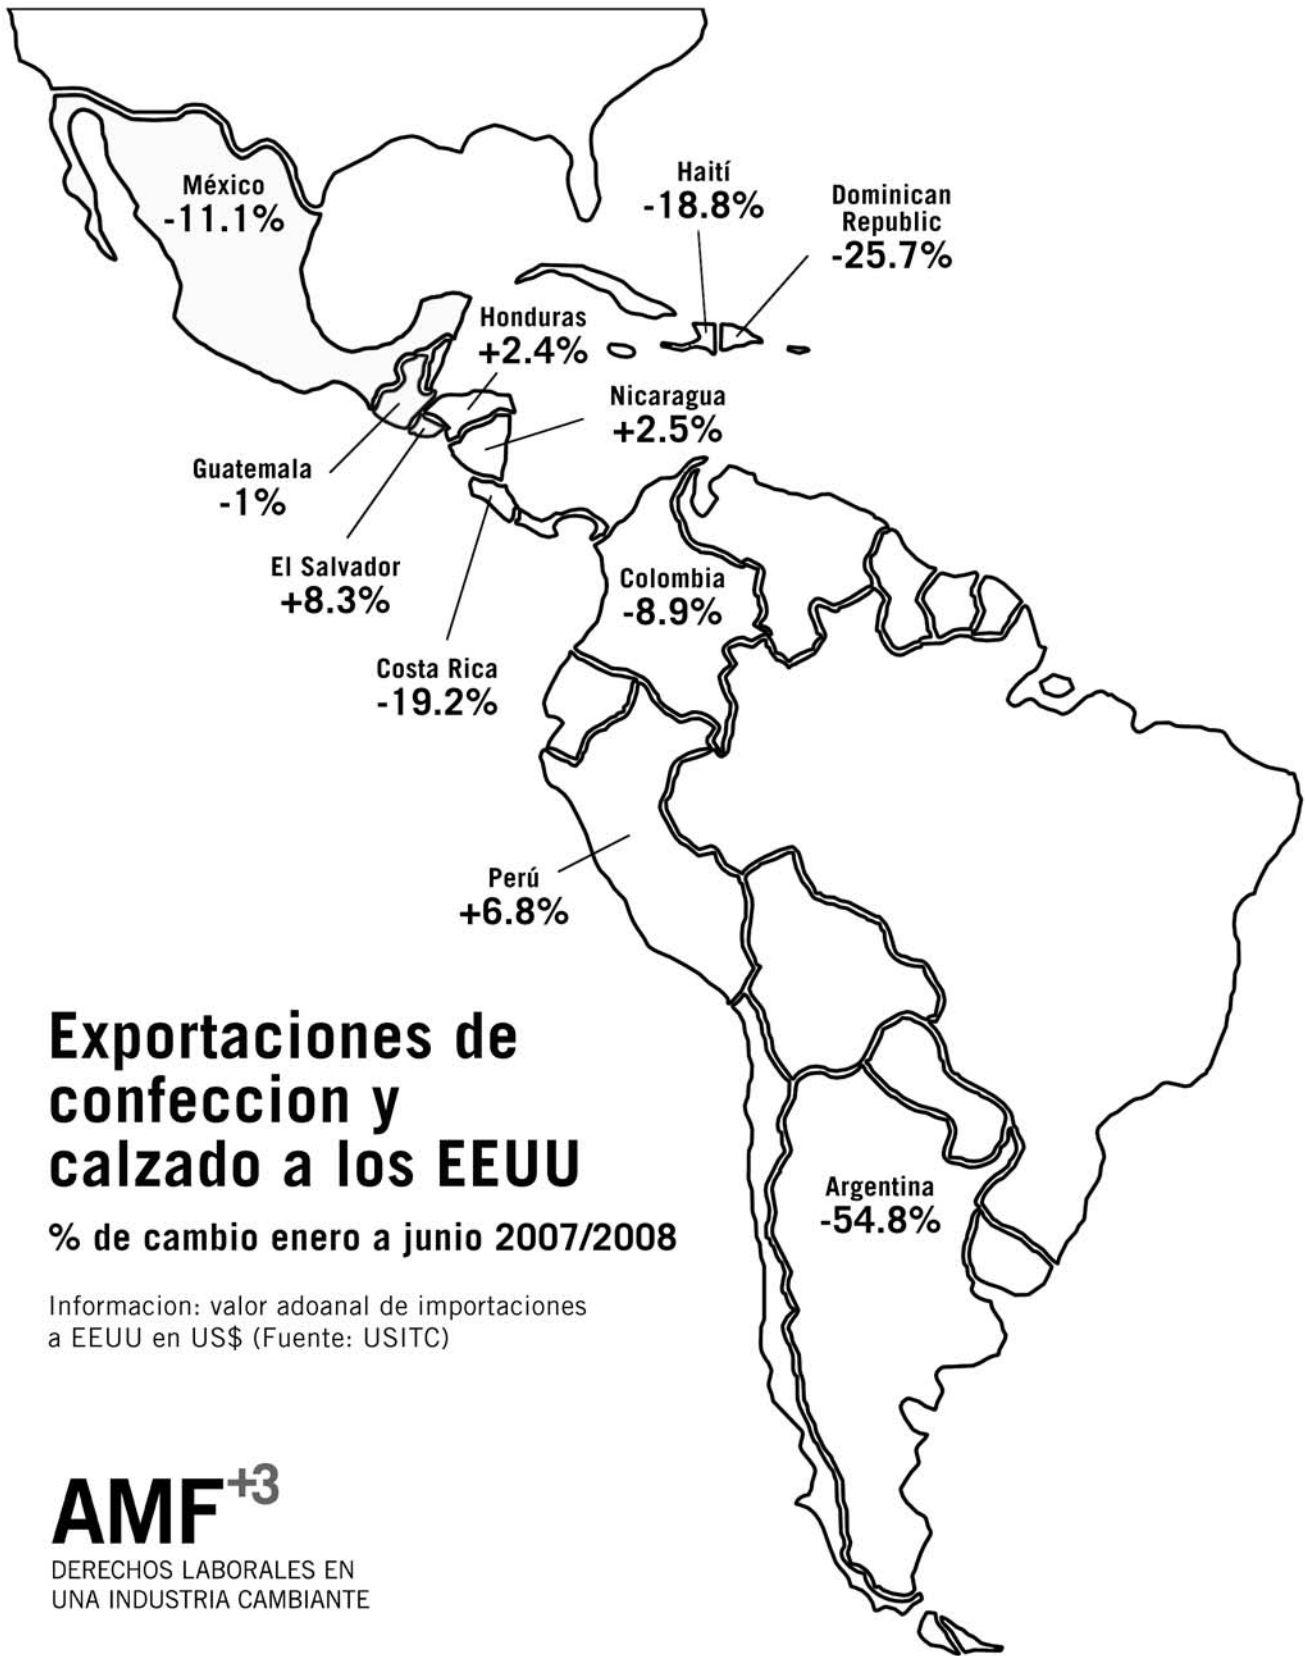 México
-11.1%
Haití
-18.8%
Dominican
Republic
-25.7%
Honduras
+2.4%
Nicaragua
+2.5%
Guatemala
-1%
El Salvador
+8.3%
Colombia
-8.9%
Costa Rica
-19.2%
Perú
+6.8%
Argentina
-54.8%
Exportaciones de
confeccion y
calzado a los EEUU
% de cambio enero a junio 2007/2008
Informacion: valor adoanal de importaciones
a EEUU en US$ (Fuente: USITC)
AMF+3
DERECHOS LABORALES EN
UNA INDUSTRIA CAMBIANTE